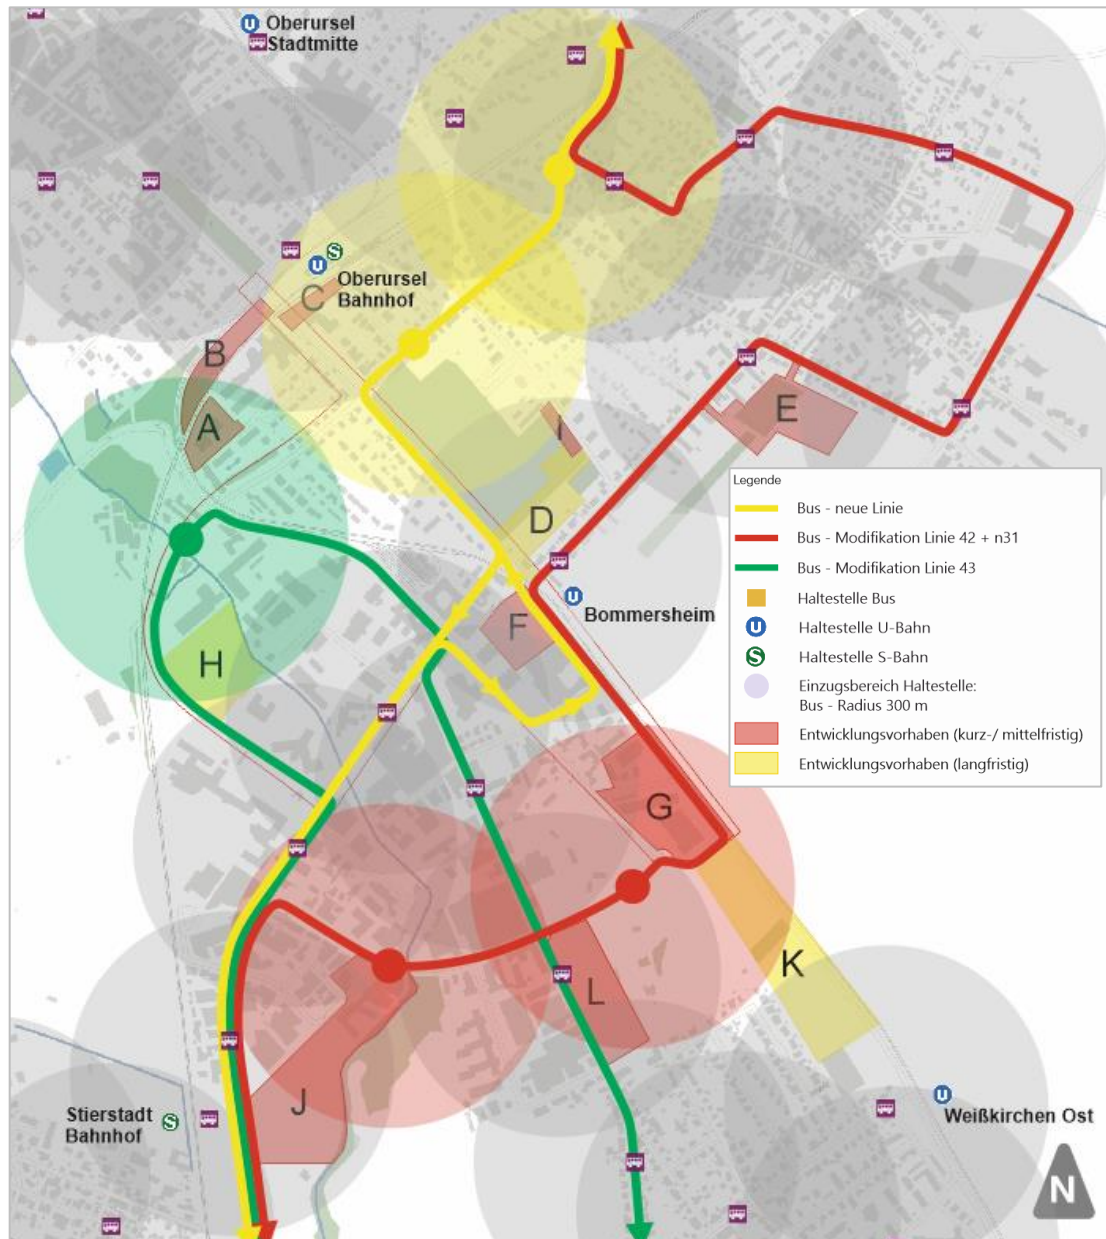 U Oberursel
Stadtmitte
S
U Oberursel
Bahnhof
C
B
A
I
E
D
Legende
Bus - neue Linie
Bus - Modifikation Linie 42 + n31
Bus - Modifikation Linie 43
Haltestelle Bus
U Haltestelle U-Bahn
S Haltestelle S-Bahn
Einzugsbereich Haltestelle:
Bus - Radius 300 m
Entwicklungsvorhaben (kurz-/ mittelfristig)
Entwicklungsvorhaben (langfristig)
U Bommersheim
F
H
G
K
L
J
Stierstadt S
Bahnhof
U
Weißkirchen Ost
N